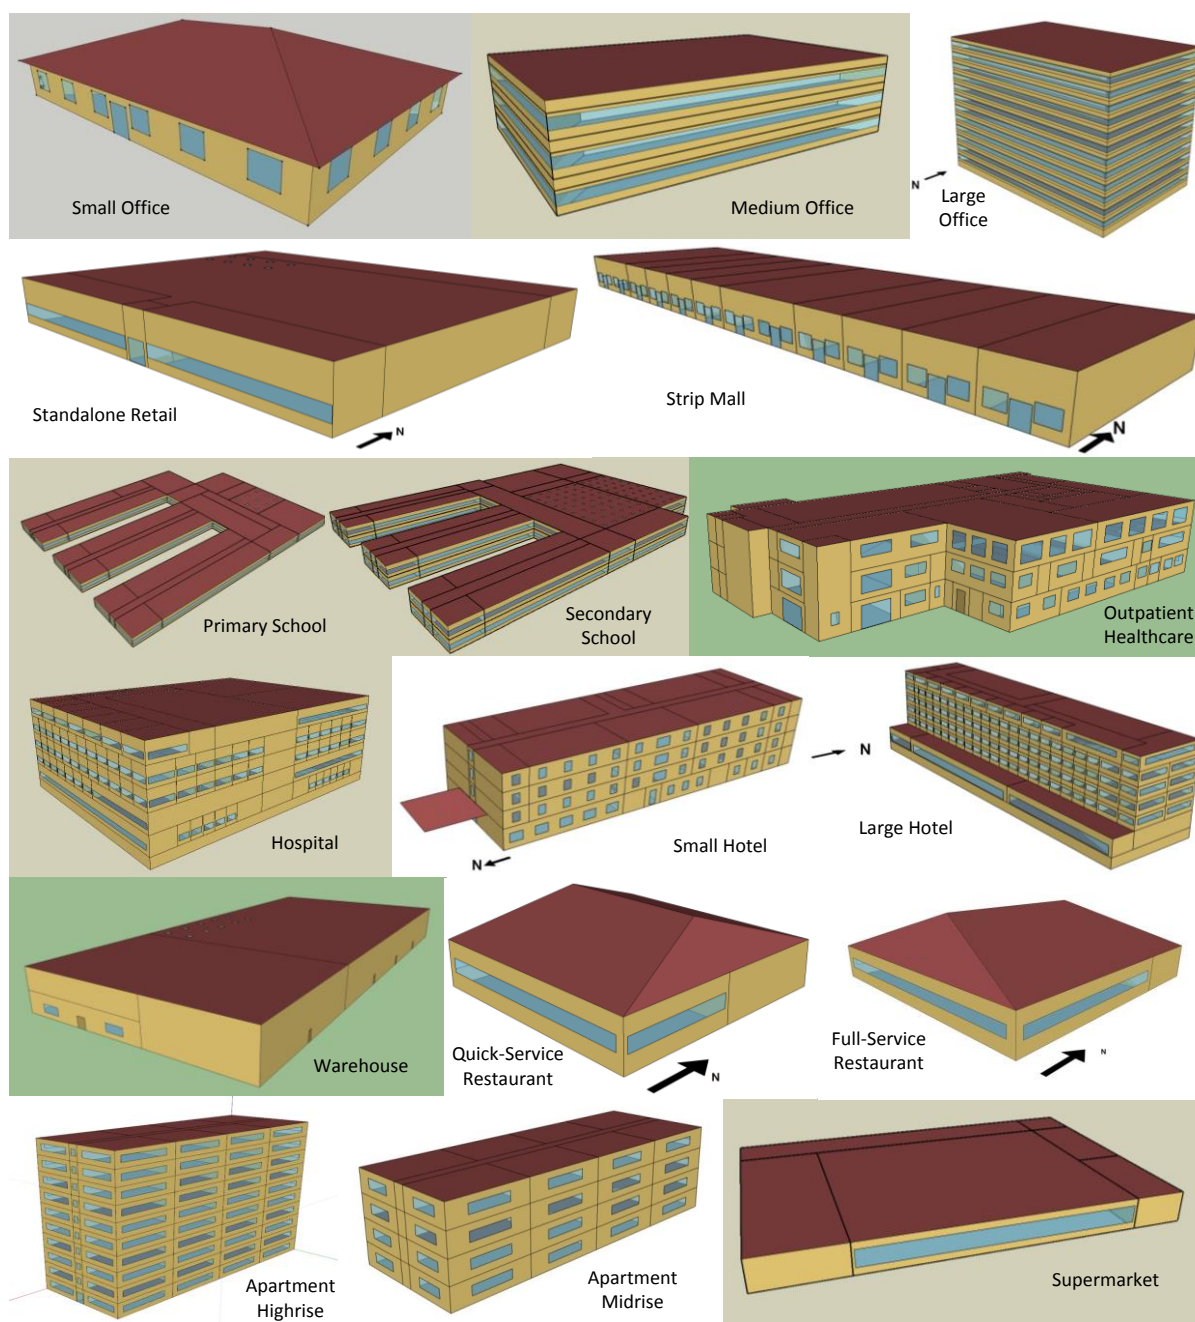 Small Office
Medium Office
N
Large
Office
Standalone Retail
N
Strip Mall
N
Primary School
Secondary
School
Outpatient
Healthcare
Hospital
Small Hotel
N
N
Large Hotel
Warehouse
Quick-Service
Restaurant
N
Full-Service
Restaurant
N
Apartment
Highrise
Apartment
Midrise
Supermarket